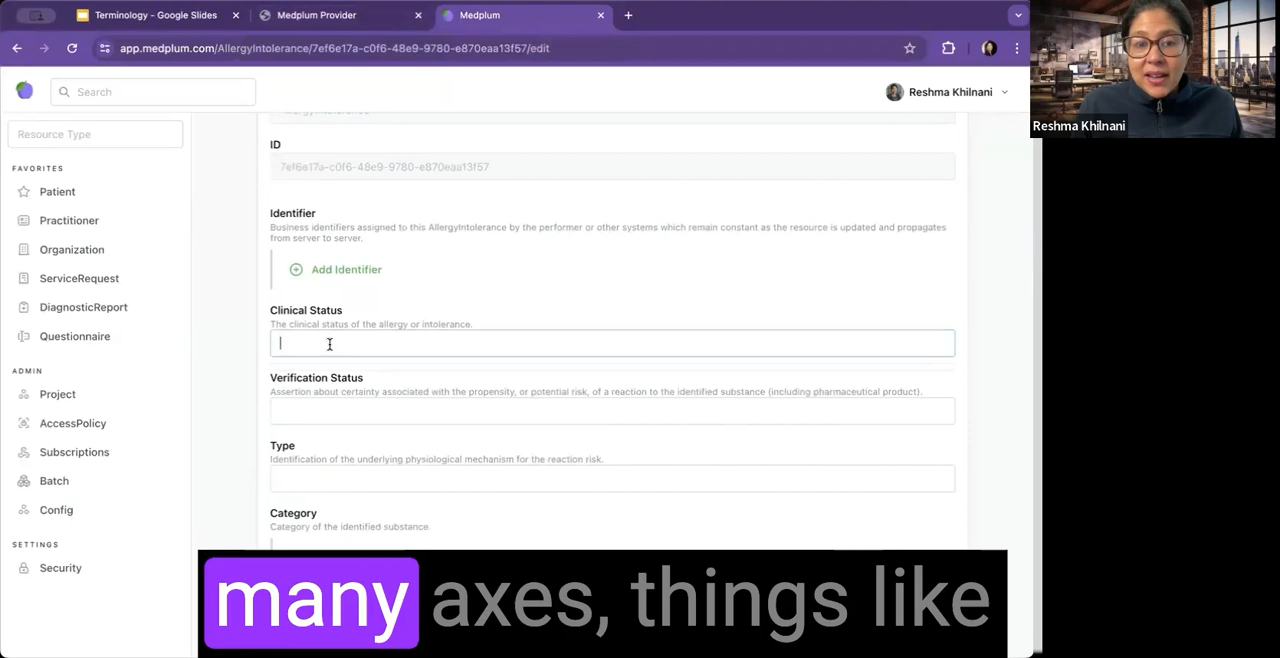 Terminology - Google Slides
Medplum Provider
Medplum
app.medplum.com/AllergyIntolerance/7ef6e17a-c0f6-48e9-9780-e870eaa13f57/edit
Search
Reshma Khilnani
Reshma Khilnani
Resource Type
FAVORITES
Patient
Practitioner
Organization
ServiceRequest
DiagnosticReport
Questionnaire
ADMIN
Project
AccessPolicy
Subscriptions
Batch
Config
SETTINGS
Security
AllergyIntolerance
ID
7ef6e17a-c0f6-48e9-9780-e870eaa13f57
Identifier
Business identifiers assigned to this AllergyIntolerance by the performer or other systems which remain constant as the resource is updated and propagates
from server to server.
Add Identifier
Clinical Status
The clinical status of the allergy or intolerance.
Verification Status
Assertion about certainty associated with the propensity, or potential risk, of a reaction to the identified substance (including pharmaceutical product).
Type
Identification of the underlying physiological mechanism for the reaction risk.
Category
Category of the identified substance.
many axes, things like